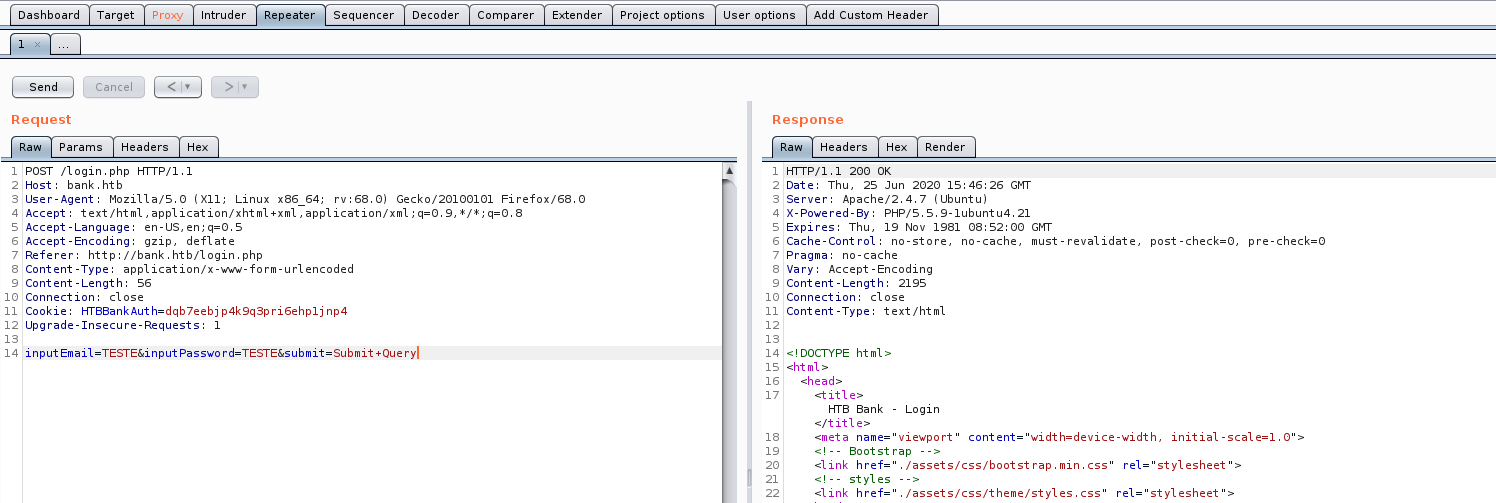 Dashboard Target Proxy Intruder Repeater Sequencer Decoder Comparer Extender Project options User options Add Custom Header
1 × ...
Send Cancel < > 
Request
Raw Params Headers Hex
1 POST /login.php HTTP/1.1
2 Host: bank.htb
3 User-Agent: Mozilla/5.0 (X11; Linux x86_64; rv:68.0) Gecko/20100101 Firefox/68.0
4 Accept: text/html,application/xhtml+xml,application/xml;q=0.9,*/*;q=0.8
5 Accept-Language: en-US,en;q=0.5
6 Accept-Encoding: gzip, deflate
7 Referer: http://bank.htb/login.php
8 Content-Type: application/x-www-form-urlencoded
9 Content-Length: 56
10 Connection: close
11 Cookie: HTBBankAuth=dqb7eebjp4k9q3pri6ehp1jnp4
12 Upgrade-Insecure-Requests: 1
13
14 inputEmail=TESTE&inputPassword=TESTE&submit=Submit+Query
Response
Raw Headers Hex Render
1 HTTP/1.1 200 OK
2 Date: Thu, 25 Jun 2020 15:46:26 GMT
3 Server: Apache/2.4.7 (Ubuntu)
4 X-Powered-By: PHP/5.5.9-1ubuntu4.21
5 Expires: Thu, 19 Nov 1981 08:52:00 GMT
6 Cache-Control: no-store, no-cache, must-revalidate, post-check=0, pre-check=0
7 Pragma: no-cache
8 Vary: Accept-Encoding
9 Content-Length: 2195
10 Connection: close
11 Content-Type: text/html
12
13
14 <!DOCTYPE html>
15 <html>
16 <head>
17 <title>
HTB Bank - Login
</title>
18 <meta name="viewport" content="width=device-width, initial-scale=1.0">
19 <!-- Bootstrap -->
20 <link href="./assets/css/bootstrap.min.css" rel="stylesheet">
21 <!-- styles -->
22 <link href="./assets/css/theme/styles.css" rel="stylesheet">